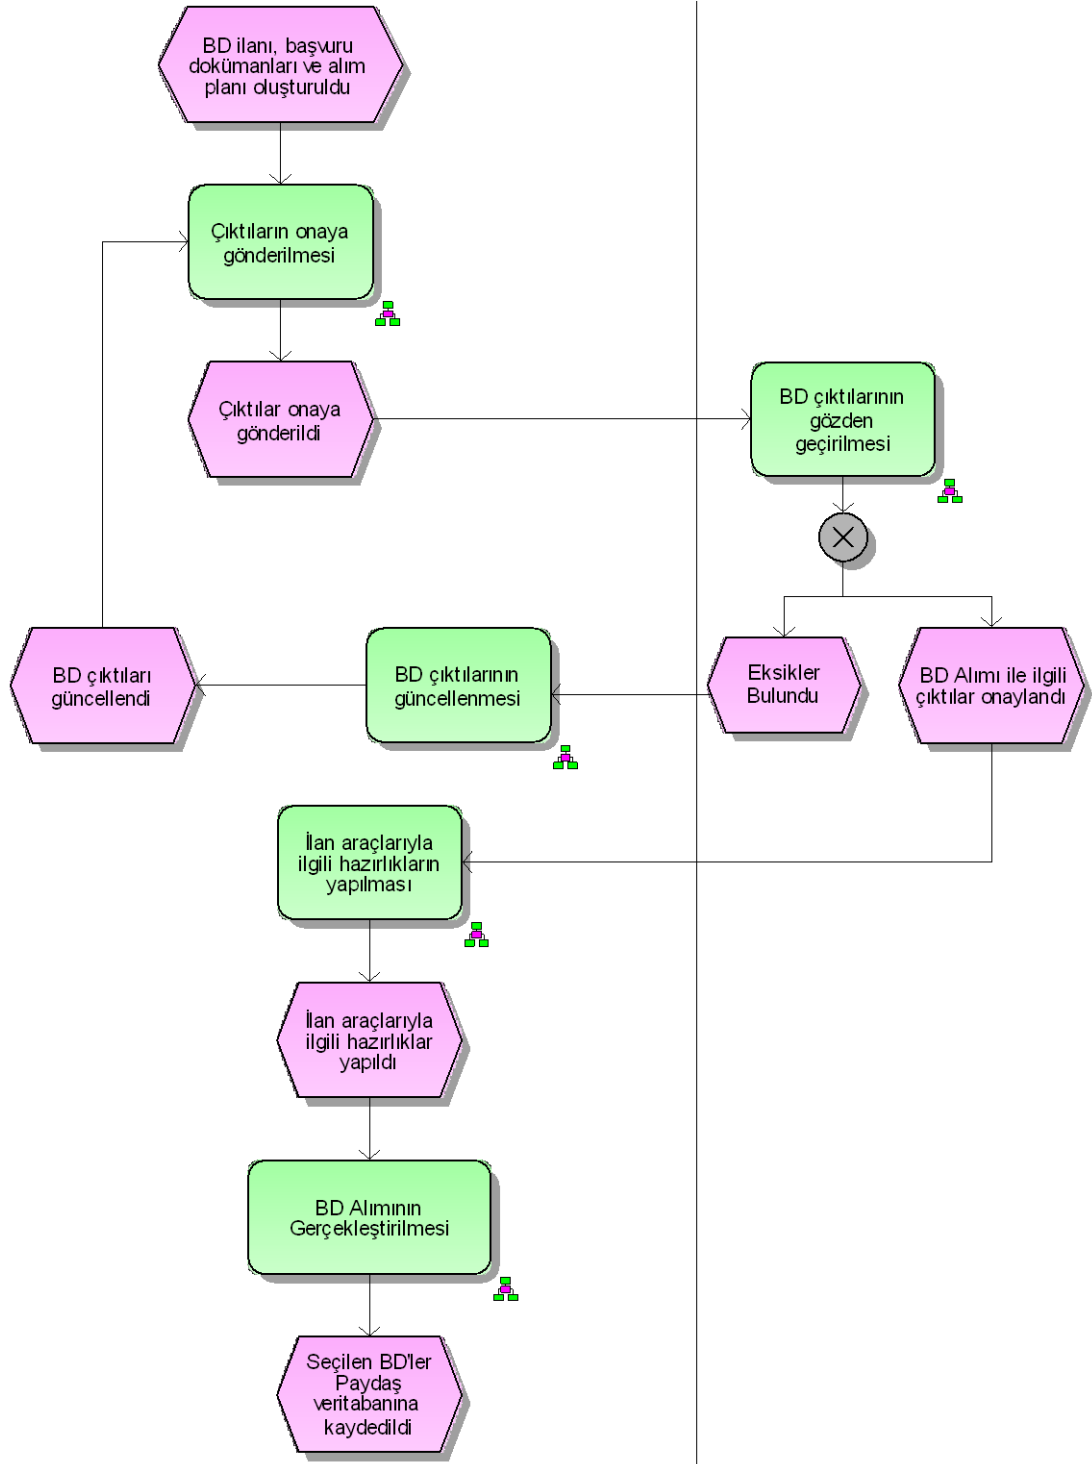 BD ilanı, başvuru
dokümanları ve alım
planı oluşturuldu
Çıktıların onaya
gönderilmesi
Çıktılar onaya
gönderildi
BD çıktılarının
gözden
geçirilmesi
BD çıktıları
güncellendi
BD çıktılarının
güncellenmesi
Eksikler
Bulundu
BD Alımı ile ilgili
çıktılar onaylandı
İlan araçlarıyla
ilgili hazırlıkların
yapılması
İlan araçlarıyla
ilgili hazırlıklar
yapıldı
BD Alımının
Gerçekleştirilmesi
Seçilen BD'ler
Paydaş
veritabanına
kaydedildi